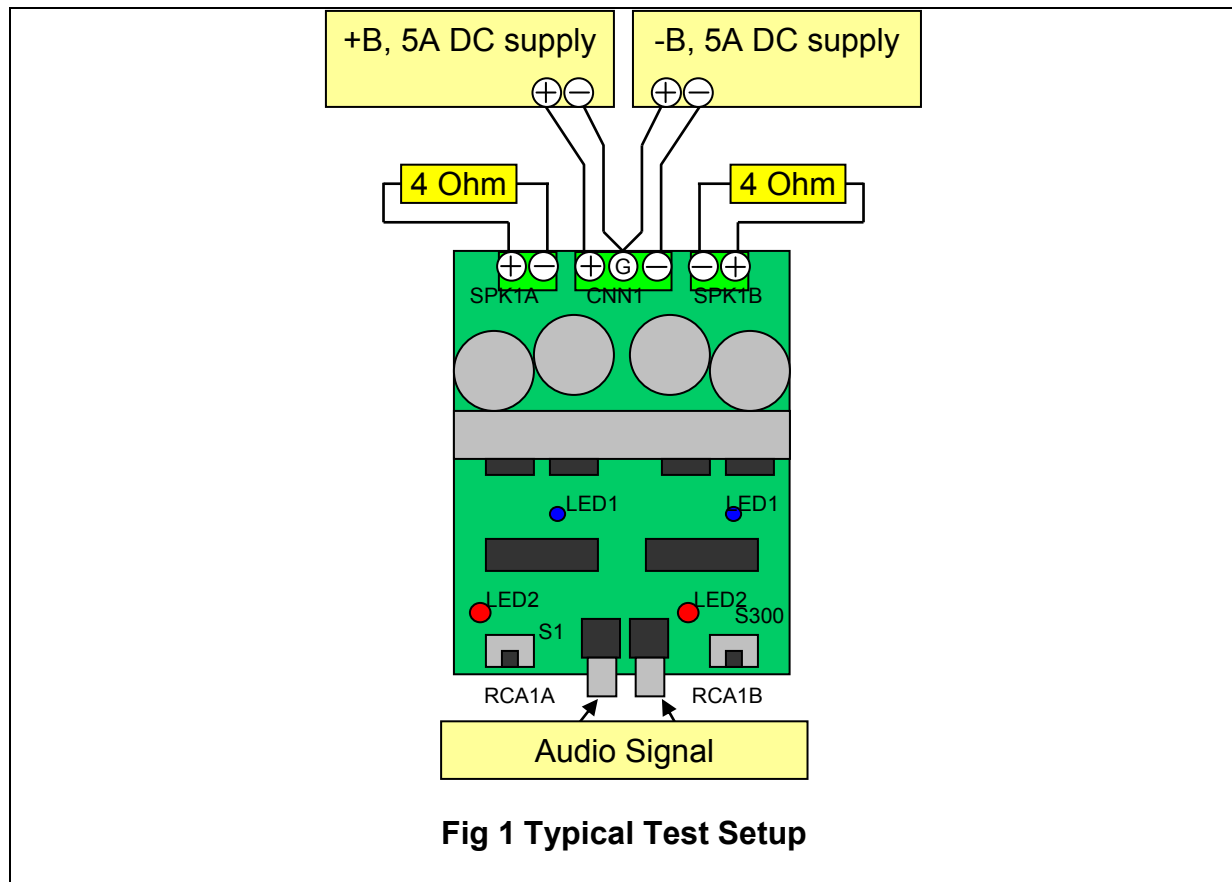 +B, 5A DC supply
-B, 5A DC supply
+ −
+ −
4 Ohm
4 Ohm
+ −
+ G −
− +
SPK1A
CNN1
SPK1B
LED1
LED1
LED2
LED2
S1
S300
RCA1A
RCA1B
Audio Signal
Fig 1 Typical Test Setup